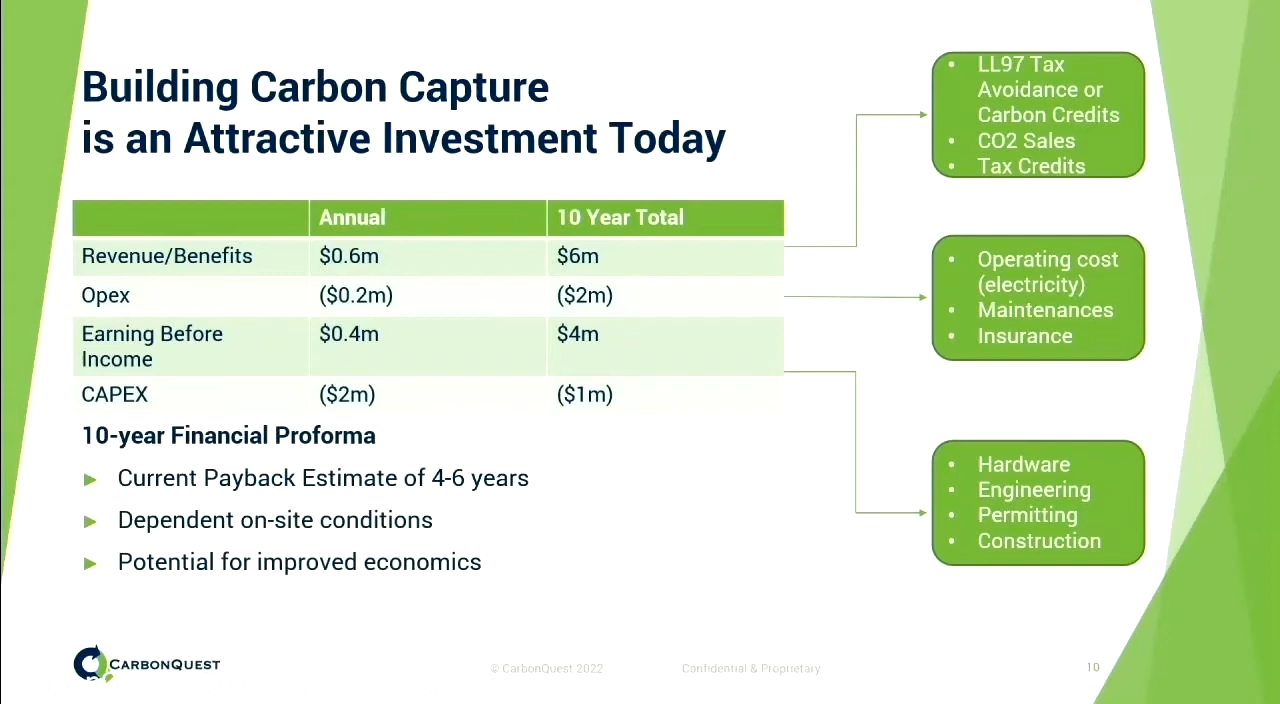 Building Carbon Capture
is an Attractive Investment Today
Annual 10 Year Total
Revenue/Benefits $0.6m $6m
Opex ($0.2m) ($2m)
Earning Before
Income $0.4m $4m
CAPEX ($2m) ($1m)
10-year Financial Proforma
Current Payback Estimate of 4-6 years
Dependent on-site conditions
Potential for improved economics
• LL97 Tax
Avoidance or
Carbon Credits
• CO2 Sales
• Tax Credits
• Operating cost
(electricity)
• Maintenances
• Insurance
• Hardware
• Engineering
• Permitting
• Construction
CARBONQUEST
© CarbonQuest 2022 Confidential & Proprietary 10